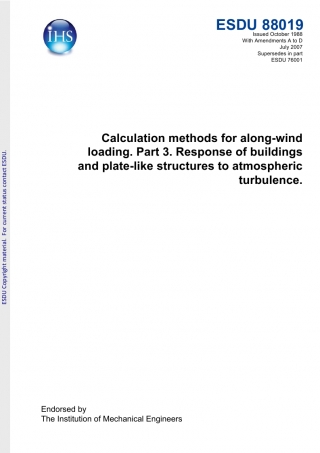 IHS
ESDU 88019
Issued October 1988
With Amendments A to D
July 2007
Supersedes in part
ESDU 76001
Calculation methods for along-wind
loading. Part 3. Response of buildings
and plate-like structures to atmospheric
turbulence.
ESDU Copyright material. For current status contact ESDU.
Endorsed by
The Institution of Mechanical Engineers